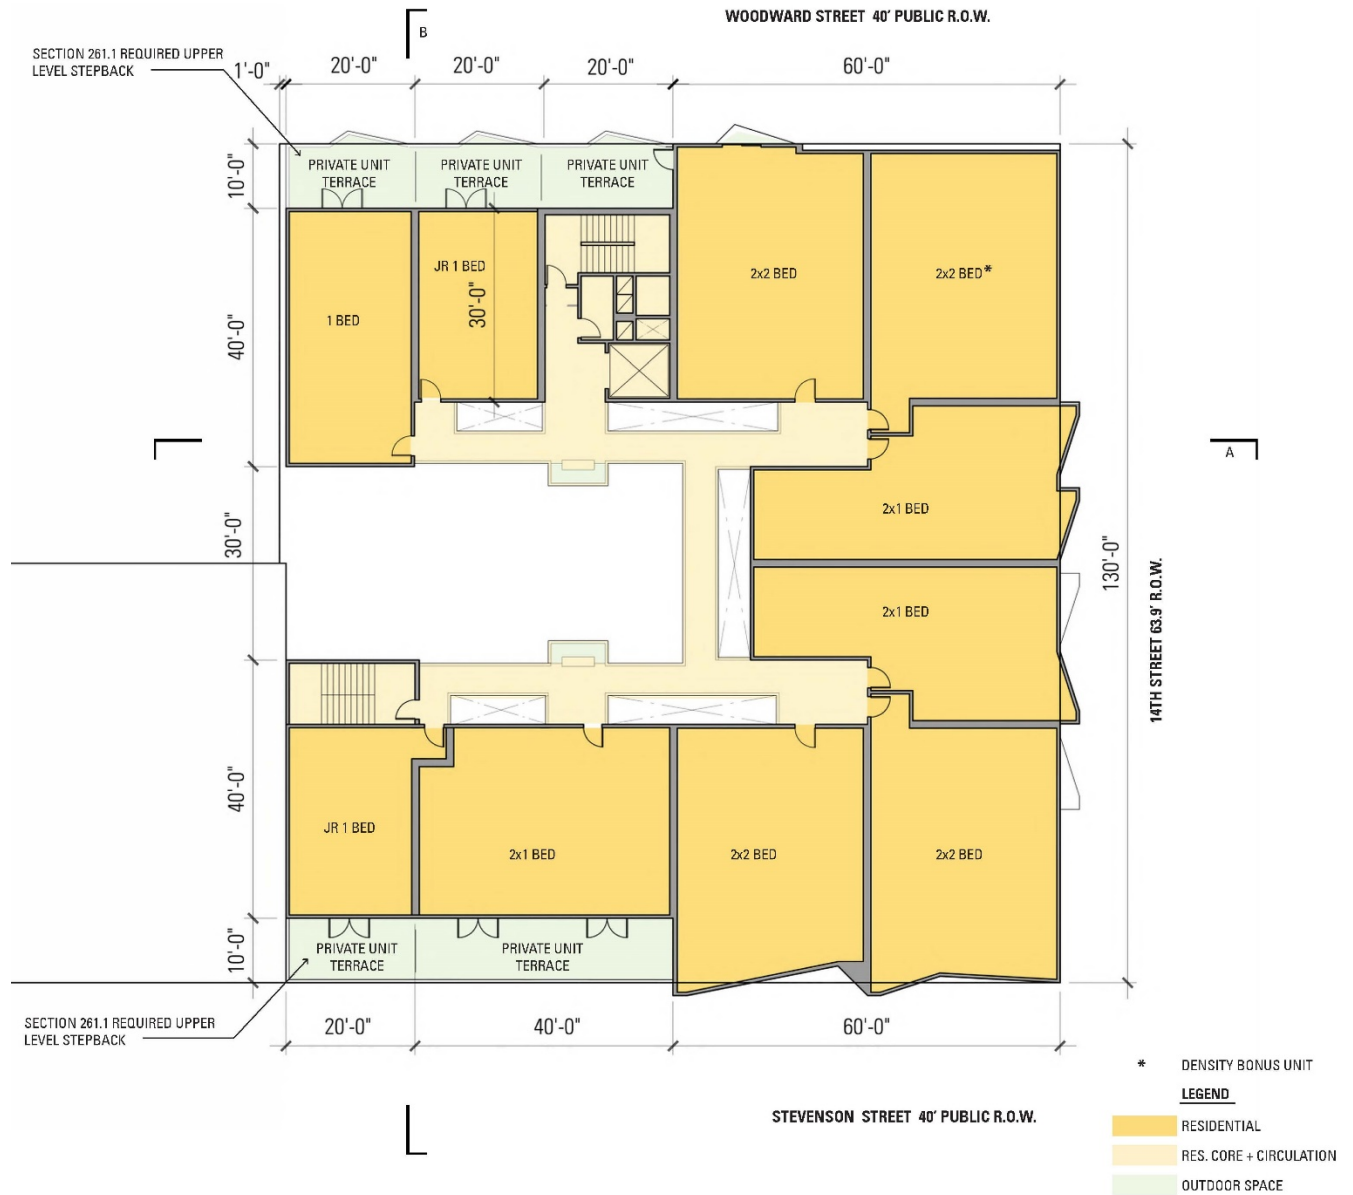 WOODWARD STREET 40' PUBLIC R.O.W.
B
SECTION 261.1 REQUIRED UPPER
LEVEL STEPBACK
1'-0"
20'-0"
20'-0"
20'-0"
60'-0"
10'-0"
PRIVATE UNIT
TERRACE
PRIVATE UNIT
TERRACE
PRIVATE UNIT
TERRACE
40'-0"
1 BED
JR 1 BED
30'-0"
2x2 BED
2x2 BED*
A
30'-0"
2x1 BED
130'-0"
14TH STREET 63.9' R.O.W.
2x1 BED
40'-0"
JR 1 BED
2x1 BED
2x2 BED
2x2 BED
10'-0"
PRIVATE UNIT
TERRACE
PRIVATE UNIT
TERRACE
SECTION 261.1 REQUIRED UPPER
LEVEL STEPBACK
20'-0"
40'-0"
60'-0"
STEVENSON STREET 40' PUBLIC R.O.W.
* DENSITY BONUS UNIT
LEGEND
RESIDENTIAL
RES. CORE + CIRCULATION
OUTDOOR SPACE